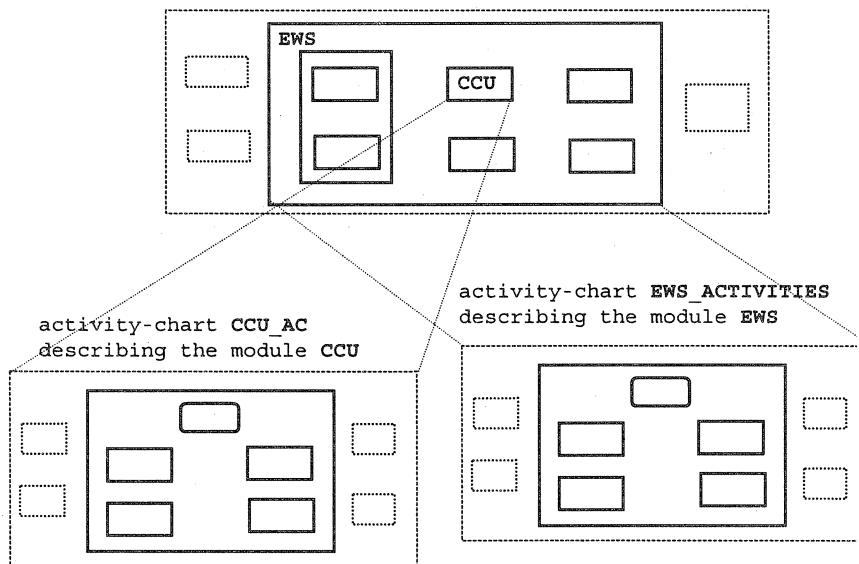 EWS
CCU
activity-chart EWS_ACTIVITIES
describing the module EWS
activity-chart CCU_AC
describing the module CCU